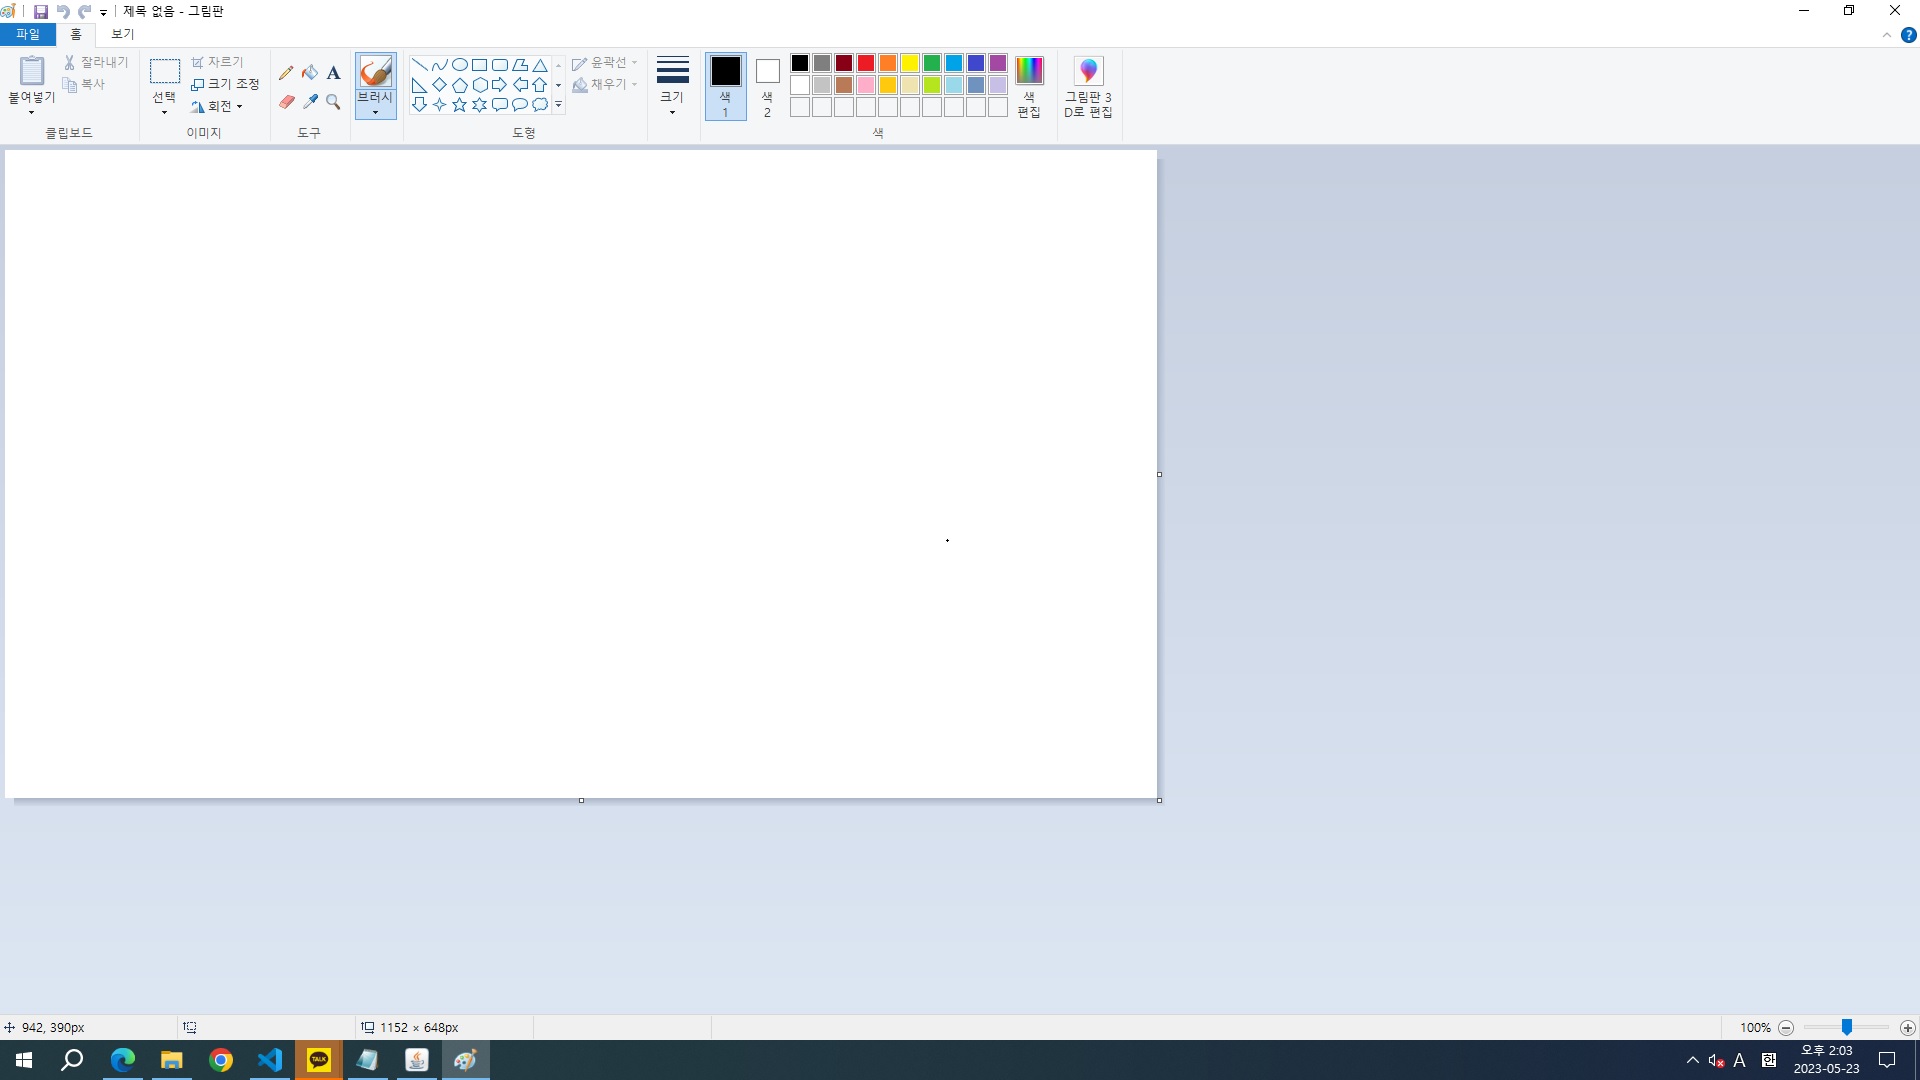 제목 없음 - 그림판
파일 홈 보기
붙여넣기
잘라내기
복사
클립보드
선택
자르기
크기 조정
회전
이미지
A
도구
브러시
윤곽선
채우기
도형
크기
색
1
색
2
색
편집
색
그림판 3
D로 편집
942, 390px
1152 × 648px
100%
TALK
A 한
오후 2:03
2023-05-23